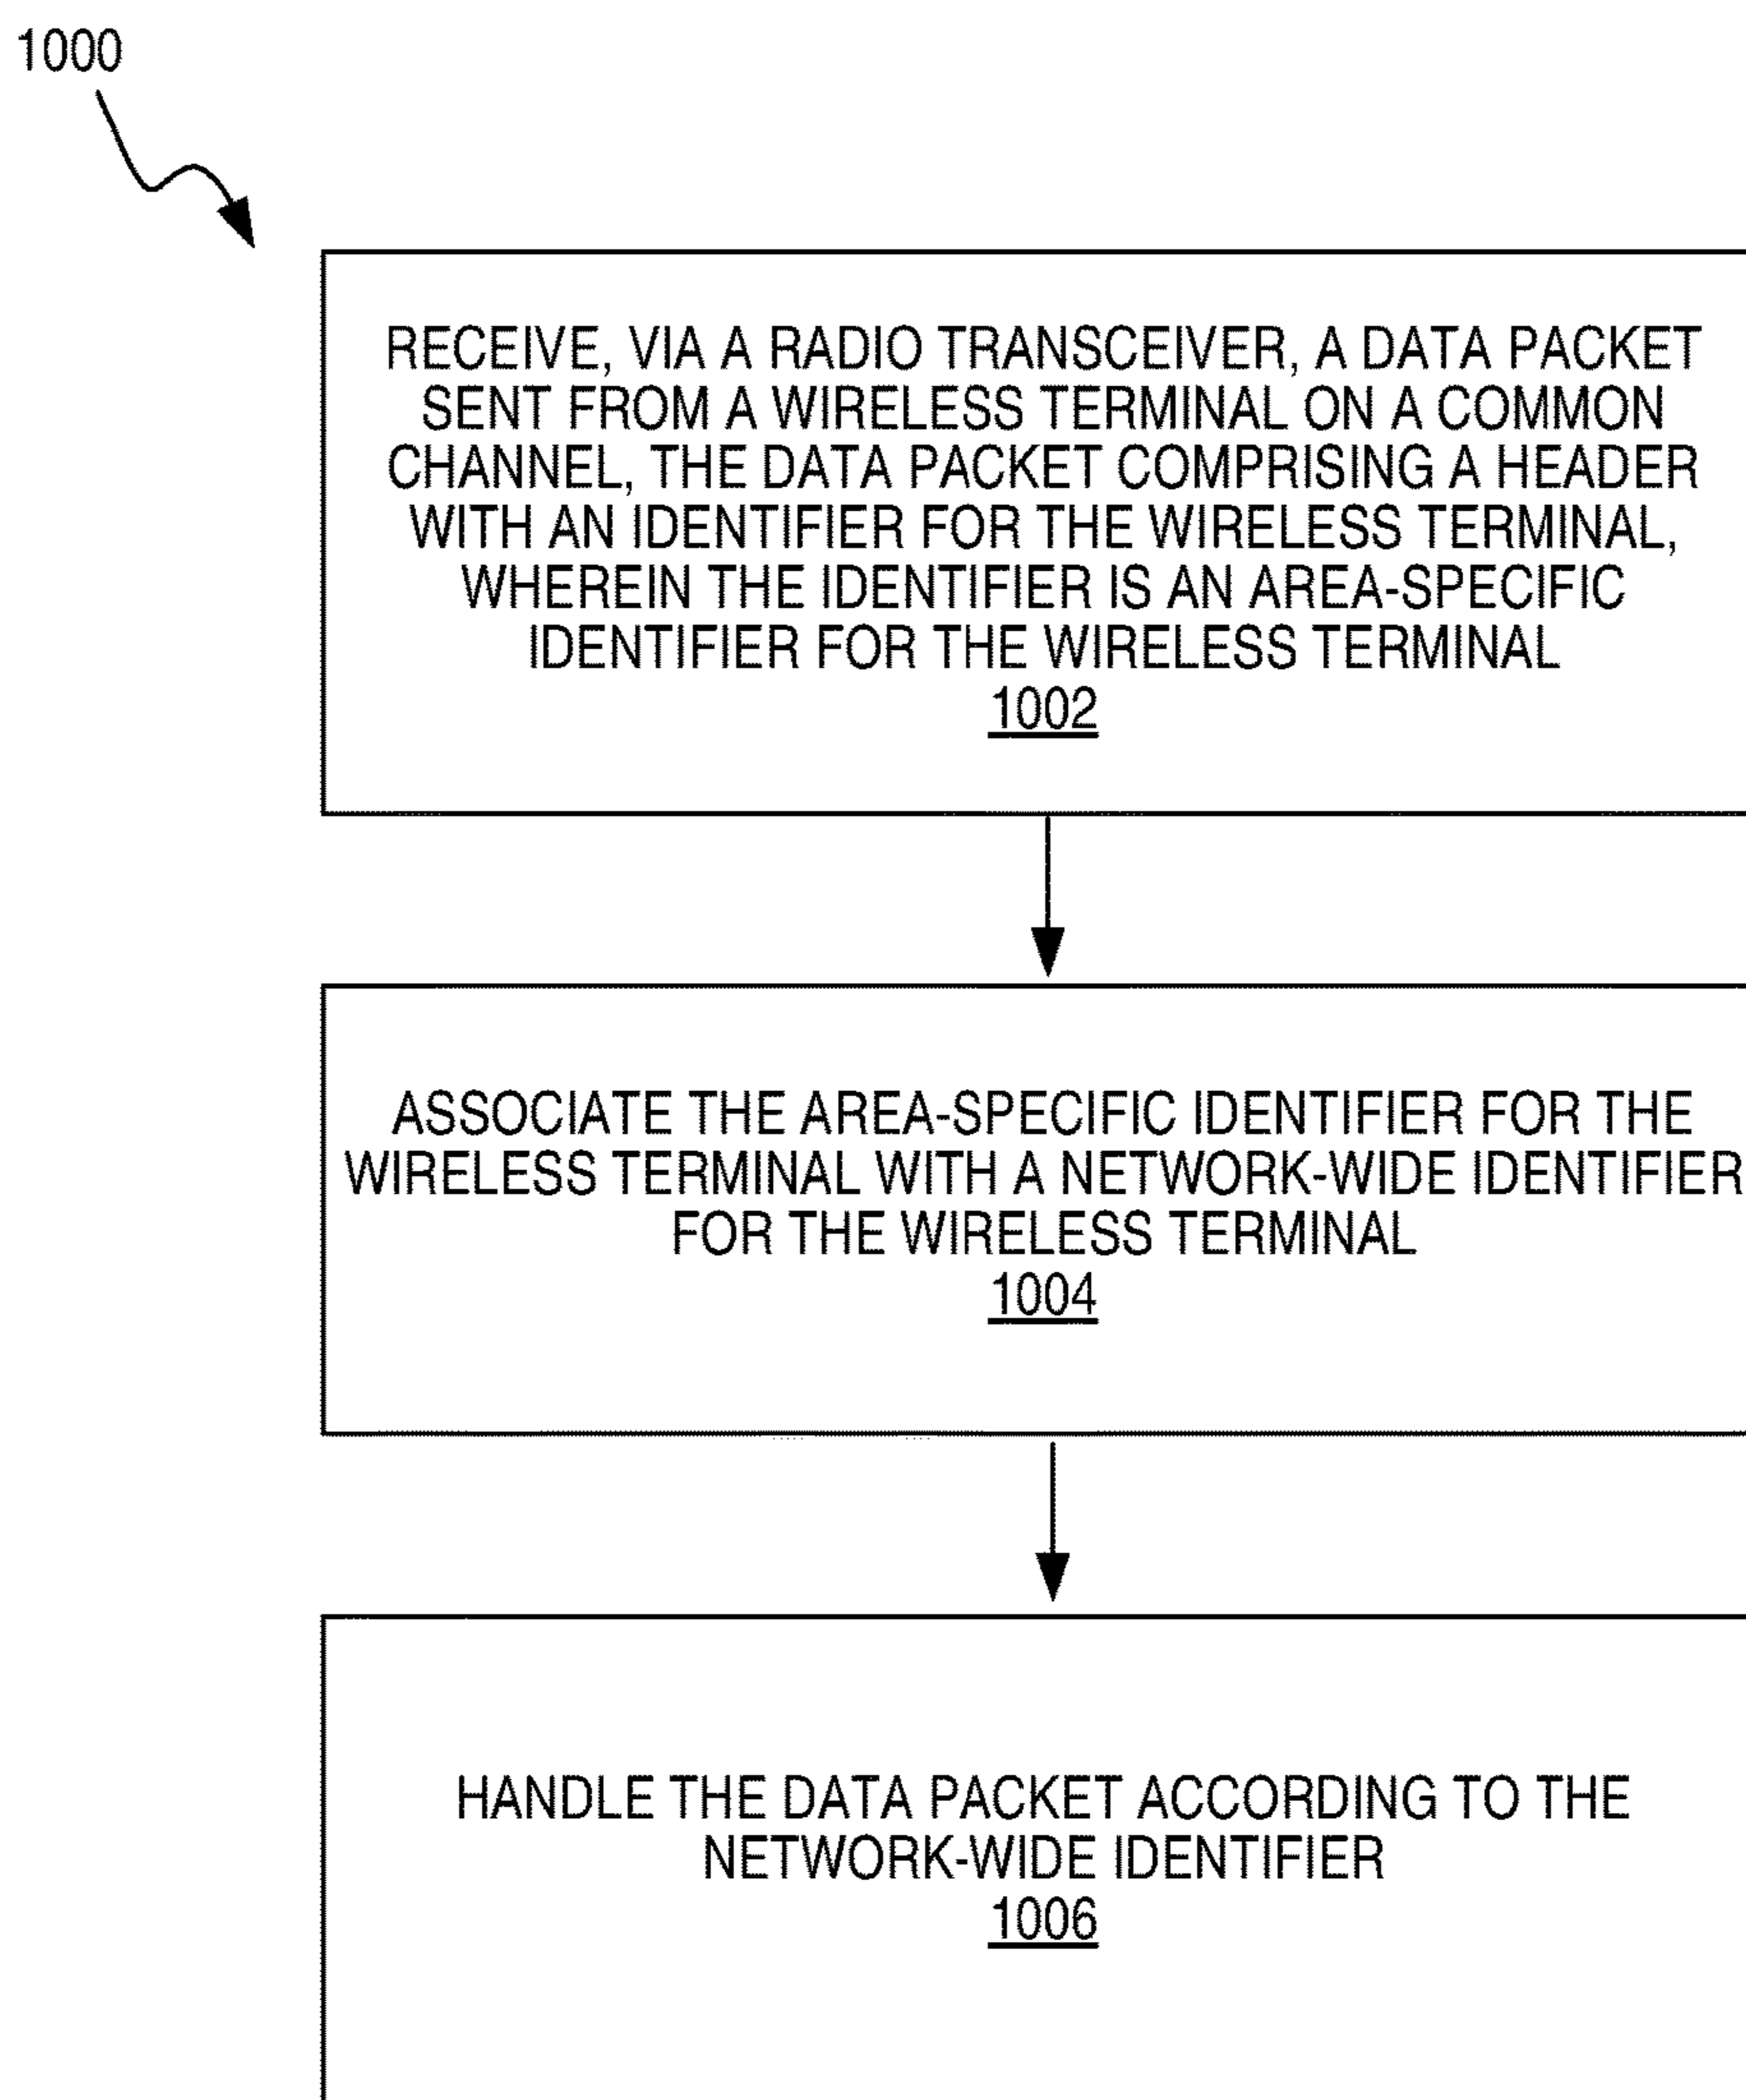 1000
RECEIVE, VIA A RADIO TRANSCEIVER, A DATA PACKET
SENT FROM A WIRELESS TERMINAL ON A COMMON
CHANNEL, THE DATA PACKET COMPRISING A HEADER
WITH AN IDENTIFIER FOR THE WIRELESS TERMINAL,
WHEREIN THE IDENTIFIER IS AN AREA-SPECIFIC
IDENTIFIER FOR THE WIRELESS TERMINAL
1002
ASSOCIATE THE AREA-SPECIFIC IDENTIFIER FOR THE
WIRELESS TERMINAL WITH A NETWORK-WIDE IDENTIFIER
FOR THE WIRELESS TERMINAL
1004
HANDLE THE DATA PACKET ACCORDING TO THE
NETWORK-WIDE IDENTIFIER
1006